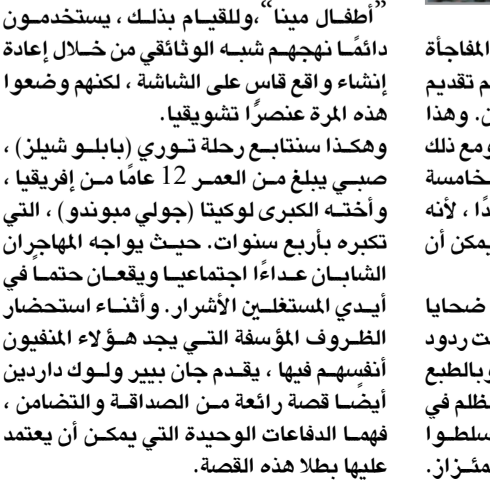 "أطفال مينا"،وللقيام بذلك ، يستخدمون
دائمًا نهجهم شبه الوثائقي من خلال إعادة
إنشاء واقع قاس على الشاشة ، لكنهم وضعوا
هذه المرة عنصرًا تشويقيا.
وهكذا سنتابع رحلة توري (بابلو شيلز) ،
صبي يبلغ من العمر 12 عامًا من إفريقيا ،
وأخته الكبرى لوكيتا (جولي مبوندو) ، التي
تكبره بأربع سنوات. حيث يواجه المهاجران
الشابان عداءًا اجتماعيا ويقعان حتماً في
أيدي المستغلين الأشرار. وأثناء استحضار
الظروف المؤسفة التي يجد هؤلاء المنفيون
أنفسهم فيها ، يقدم جان بيير ولوك داردين
أيضًا قصة رائعة من الصداقة والتضامن ،
فهما الدفاعات الوحيدة التي يمكن أن يعتمد
عليها بطلا هذه القصة.
المفاجأة
م تقديم
ن. وهذا
ومع ذلك
خامسة
دًا ، لأنه
يمكن أن
ضحايا
ت ردود
وبالطبع
ظلم في
سلطوا
مئزاز.